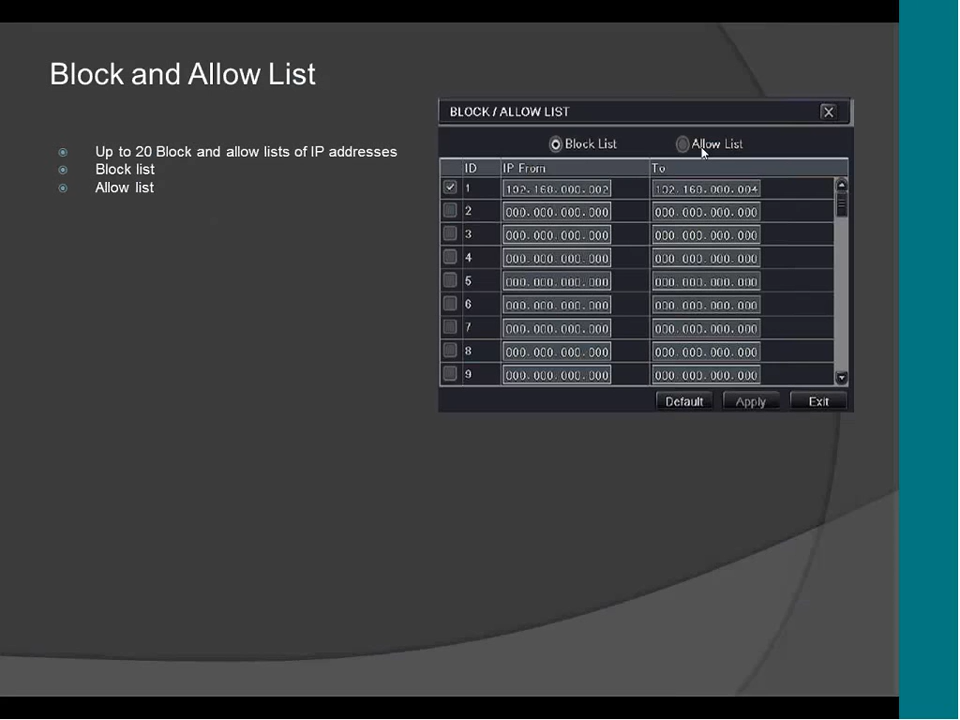 Block and Allow List
Up to 20 Block and allow lists of IP addresses
Block list
Allow list
BLOCK / ALLOW LIST X
Block List Allow List
ID IP From To
1 192.168.000.002 192.168.000.004
2 000.000.000.000 000.000.000.000
3 000.000.000.000 000.000.000.000
4 000.000.000.000 000.000.000.000
5 000.000.000.000 000.000.000.000
6 000.000.000.000 000.000.000.000
7 000.000.000.000 000.000.000.000
8 000.000.000.000 000.000.000.000
9 000.000.000.000 000.000.000.000
Default Apply Exit